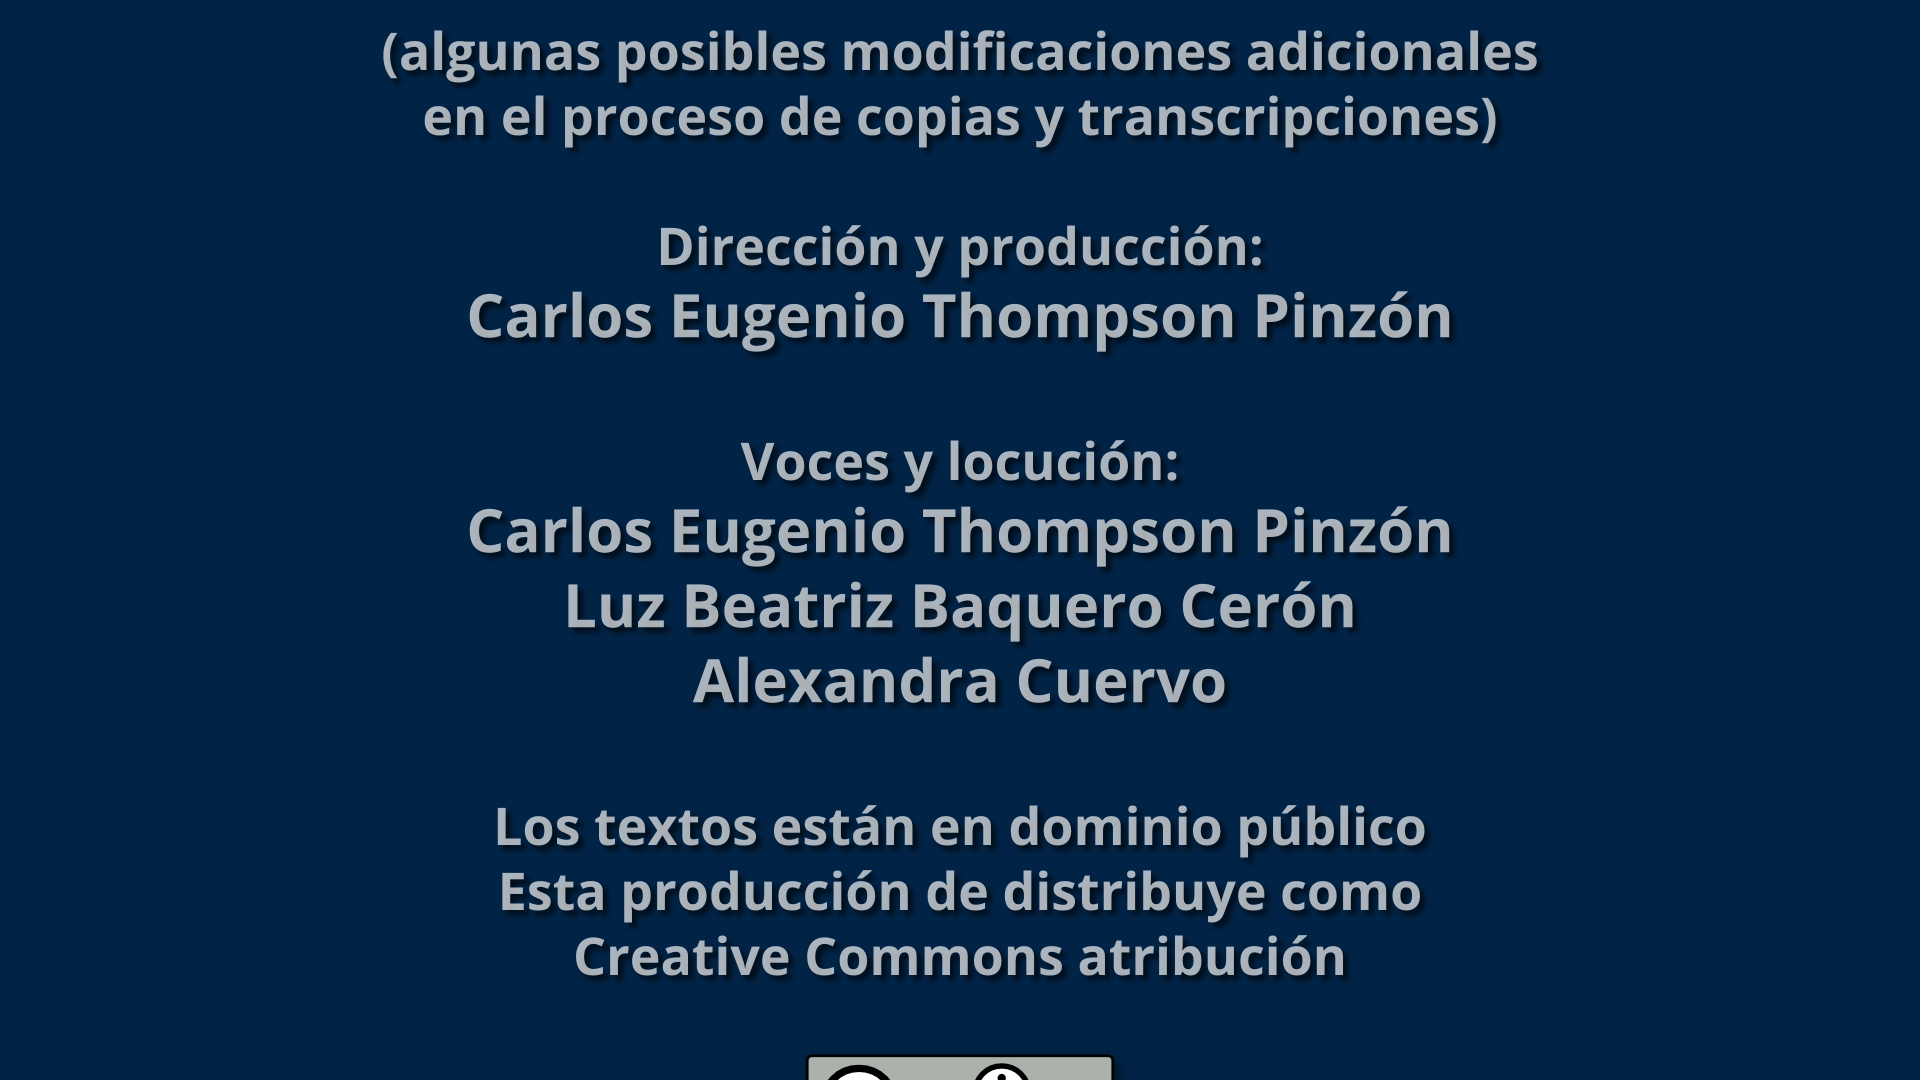 (algunas posibles modificaciones adicionales
en el proceso de copias y transcripciones)
Dirección y producción:
Carlos Eugenio Thompson Pinzón
Voces y locución:
Carlos Eugenio Thompson Pinzón
Luz Beatriz Baquero Cerón
Alexandra Cuervo
Los textos están en dominio público
Esta producción de distribuye como
Creative Commons atribución